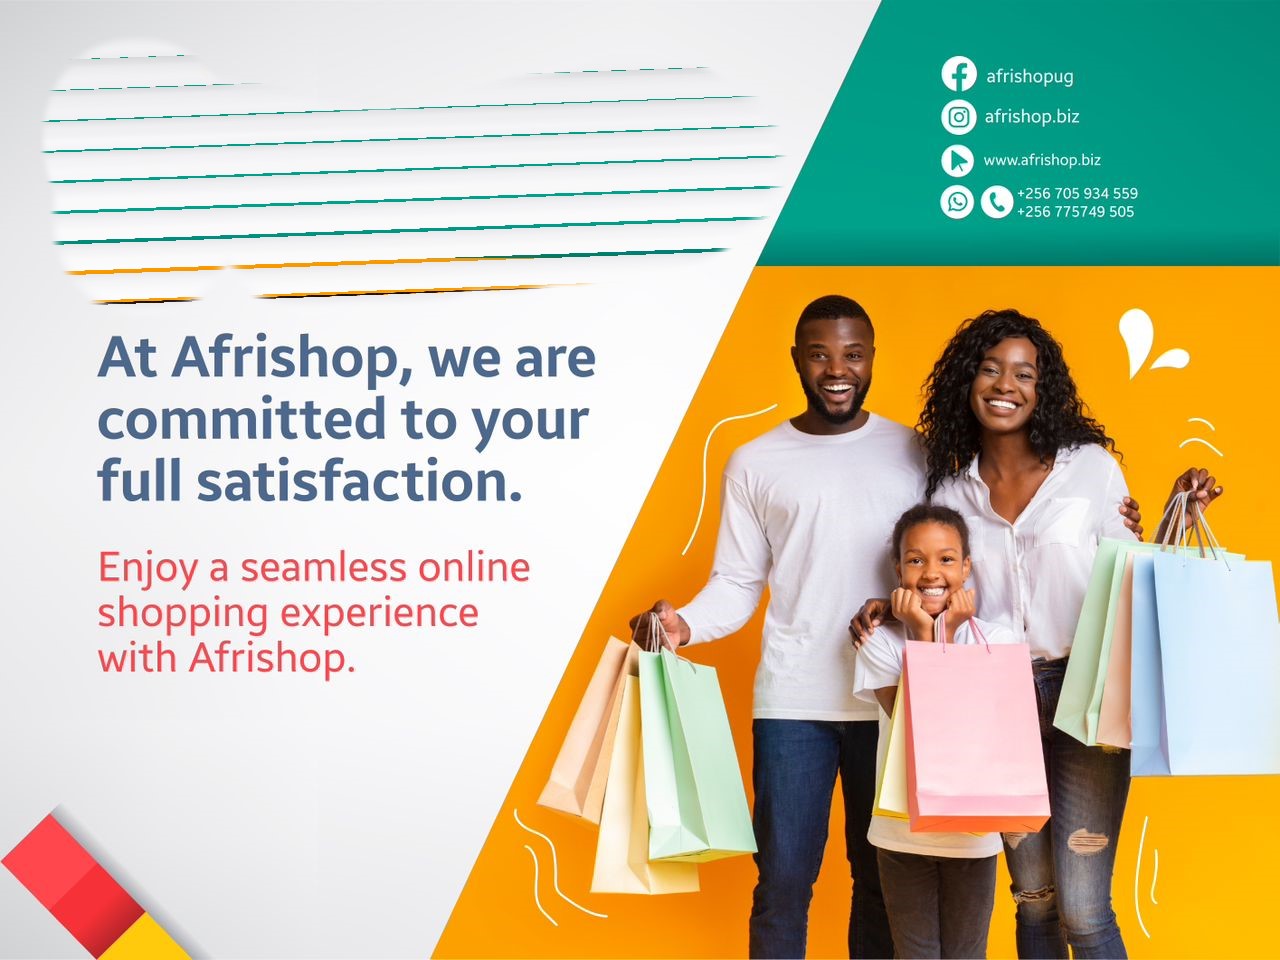 afrishopug
afrishop.biz
www.afrishop.biz
+256 705 934 559
+256 775749 505
At Afrishop, we are
committed to your
full satisfaction.
Enjoy a seamless online
shopping experience
with Afrishop.